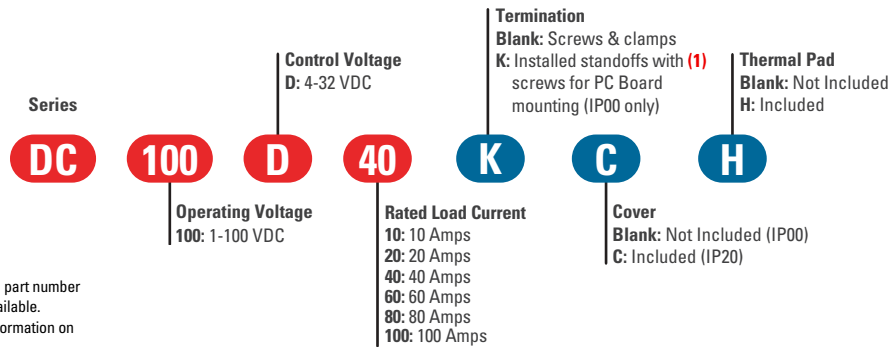 Termination
Blank: Screws & clamps
K: Installed standoffs with (1)
screws for PC Board
mounting (IP00 only)
Control Voltage
D: 4-32 VDC
Thermal Pad
Blank: Not Included
H: Included
Series
DC 100 D 40 K C H
Operating Voltage
100: 1-100 VDC
Rated Load Current
10: 10 Amps
20: 20 Amps
40: 40 Amps
60: 60 Amps
80: 80 Amps
100: 100 Amps
Cover
Blank: Not Included (IP00)
C: Included (IP20)
part number
ormation on